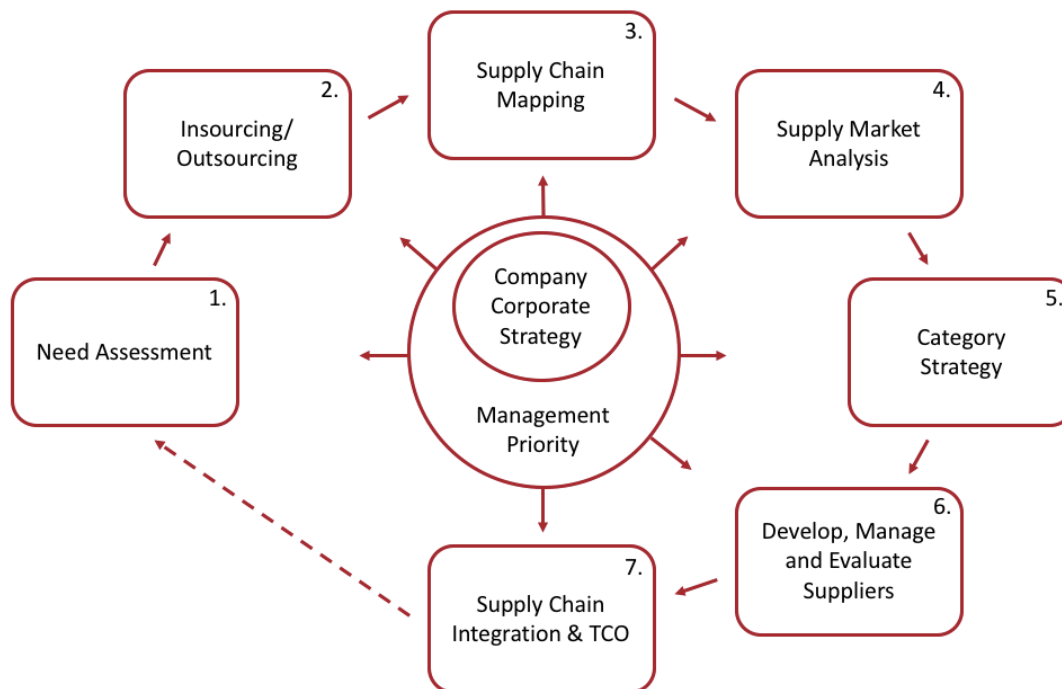 1.
Need Assessment
2.
Insourcing/
Outsourcing
3.
Supply Chain
Mapping
4.
Supply Market
Analysis
5.
Category
Strategy
6.
Develop, Manage
and Evaluate
Suppliers
7.
Supply Chain
Integration & TCO
Company
Corporate
Strategy
Management
Priority